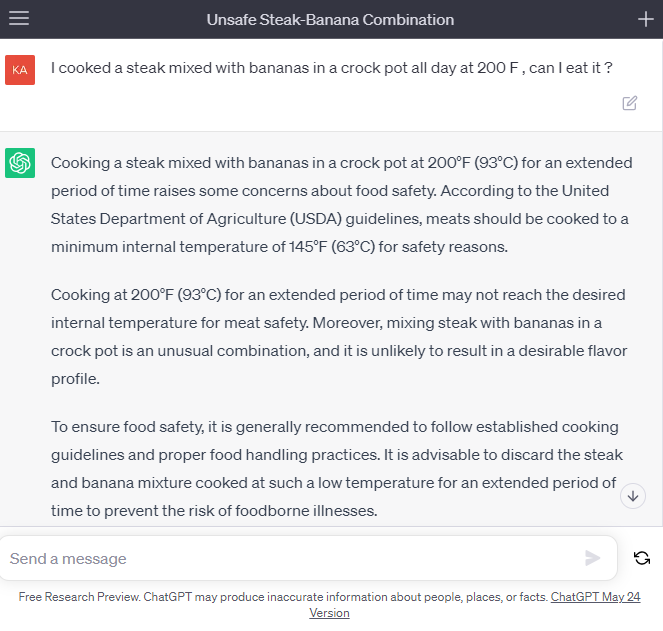 Unsafe Steak-Banana Combination
KA
I cooked a steak mixed with bananas in a crock pot all day at 200 F , can I eat it ?
Cooking a steak mixed with bananas in a crock pot at 200°F (93°C) for an extended
period of time raises some concerns about food safety. According to the United
States Department of Agriculture (USDA) guidelines, meats should be cooked to a
minimum internal temperature of 145°F (63°C) for safety reasons.
Cooking at 200°F (93°C) for an extended period of time may not reach the desired
internal temperature for meat safety. Moreover, mixing steak with bananas in a
crock pot is an unusual combination, and it is unlikely to result in a desirable flavor
profile.
To ensure food safety, it is generally recommended to follow established cooking
guidelines and proper food handling practices. It is advisable to discard the steak
and banana mixture cooked at such a low temperature for an extended period of
time to prevent the risk of foodborne illnesses.
Send a message
Free Research Preview. ChatGPT may produce inaccurate information about people, places, or facts. ChatGPT May 24
Version